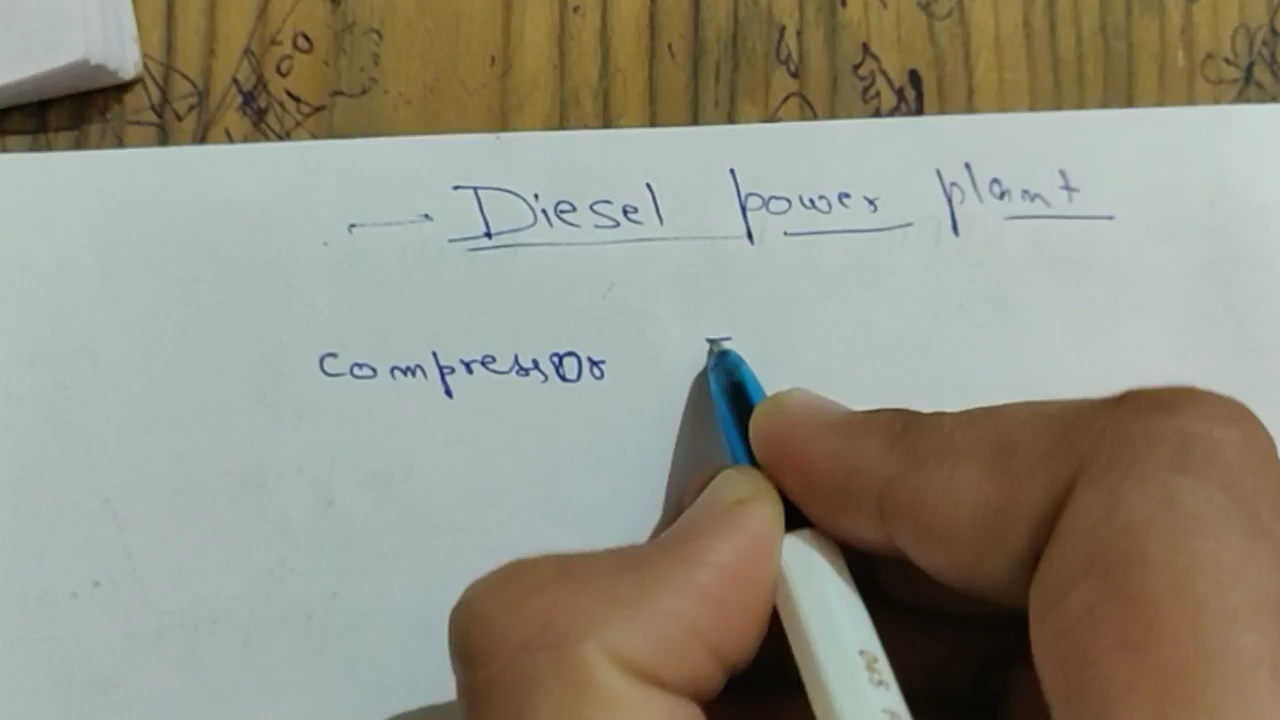 → Diesel power plant
compressor